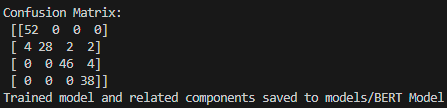 Confusion Matrix:
[[52 0 0 0]
[ 4 28 2 2]
[ 0 0 46 4]
[ 0 0 0 38]]
Trained model and related components saved to models/BERT Model